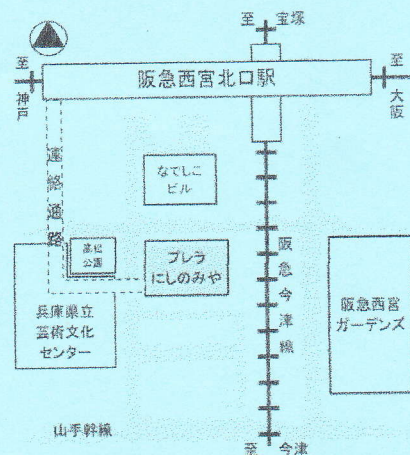 至
宝塚
至
神戸
阪急西宮北口駅
至
大阪
連絡通路
なでしこ
ビル
高松
公園
プレラ
にしのみや
阪急今津線
阪急西宮
ガーデンズ
兵庫県立
芸術文化
センター
山手幹線
至
今津